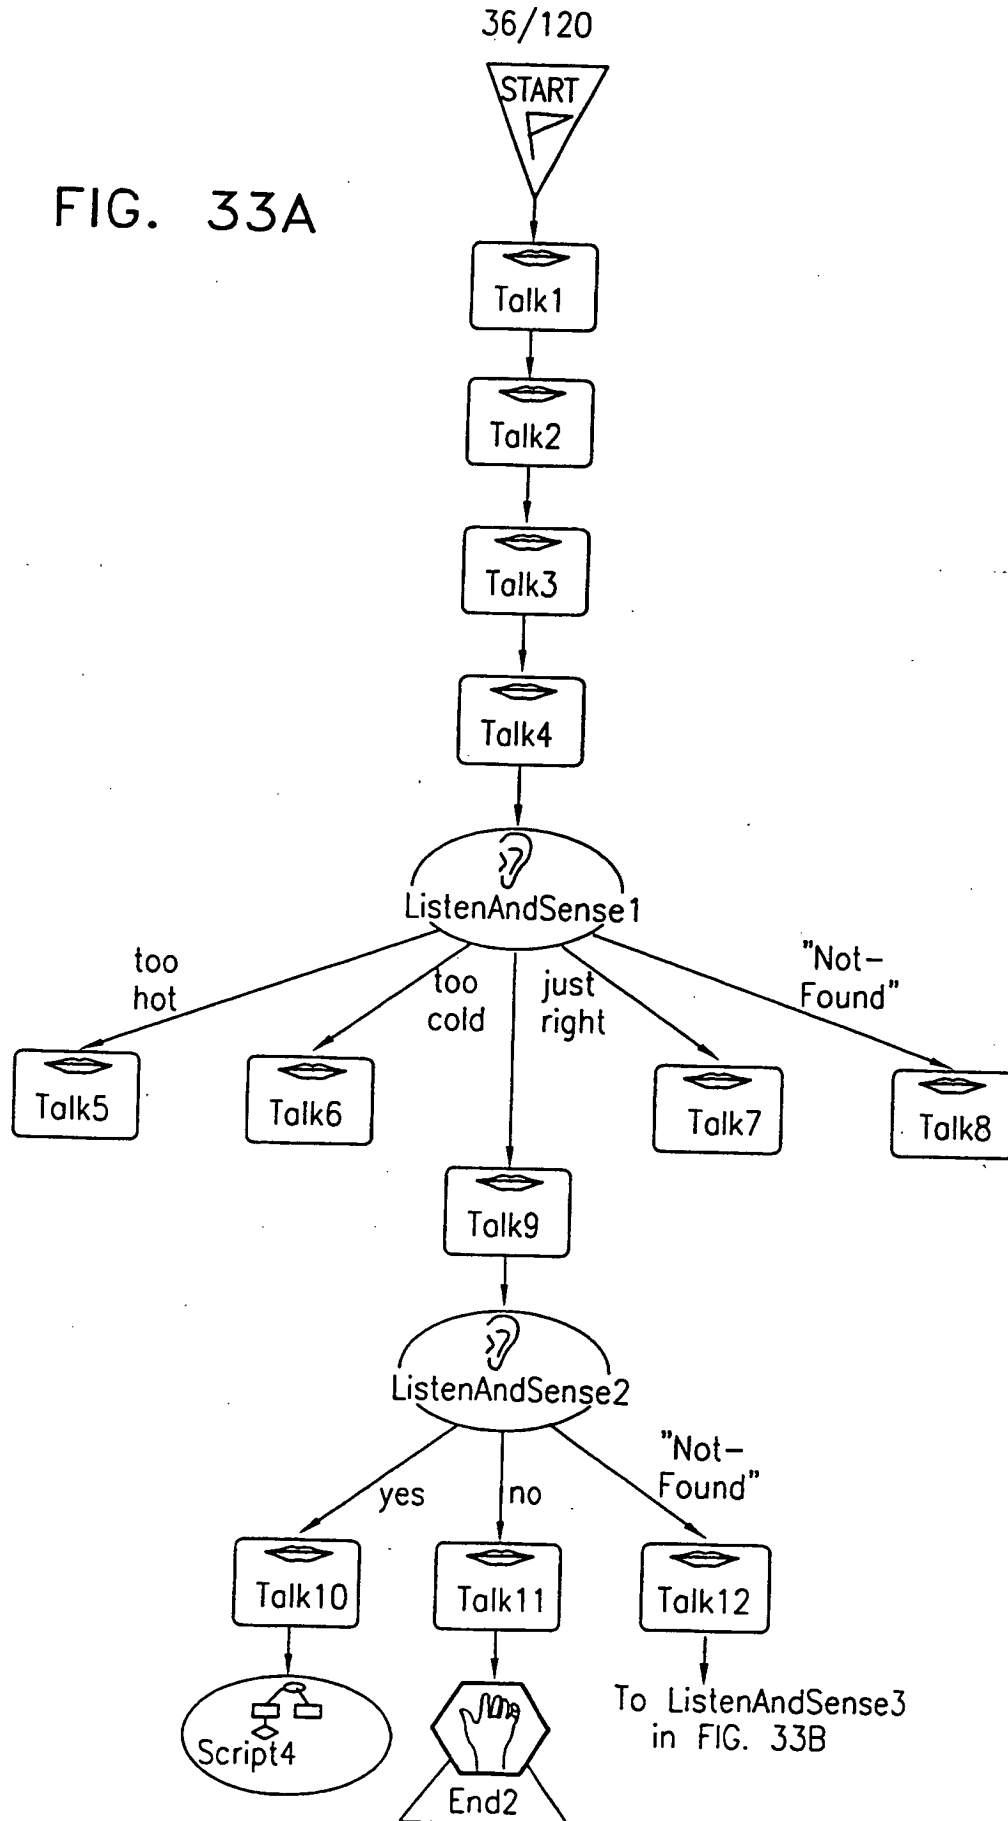 36/120
START
FIG. 33A
Talk1
Talk2
Talk3
Talk4
ListenAndSense1
too
hot
too
cold
just
right
"Not-
Found"
Talk5
Talk6
Talk7
Talk8
Talk9
ListenAndSense2
yes
no
"Not-
Found"
Talk10
Talk11
Talk12
Script4
End2
To ListenAndSense3
in FIG. 33B